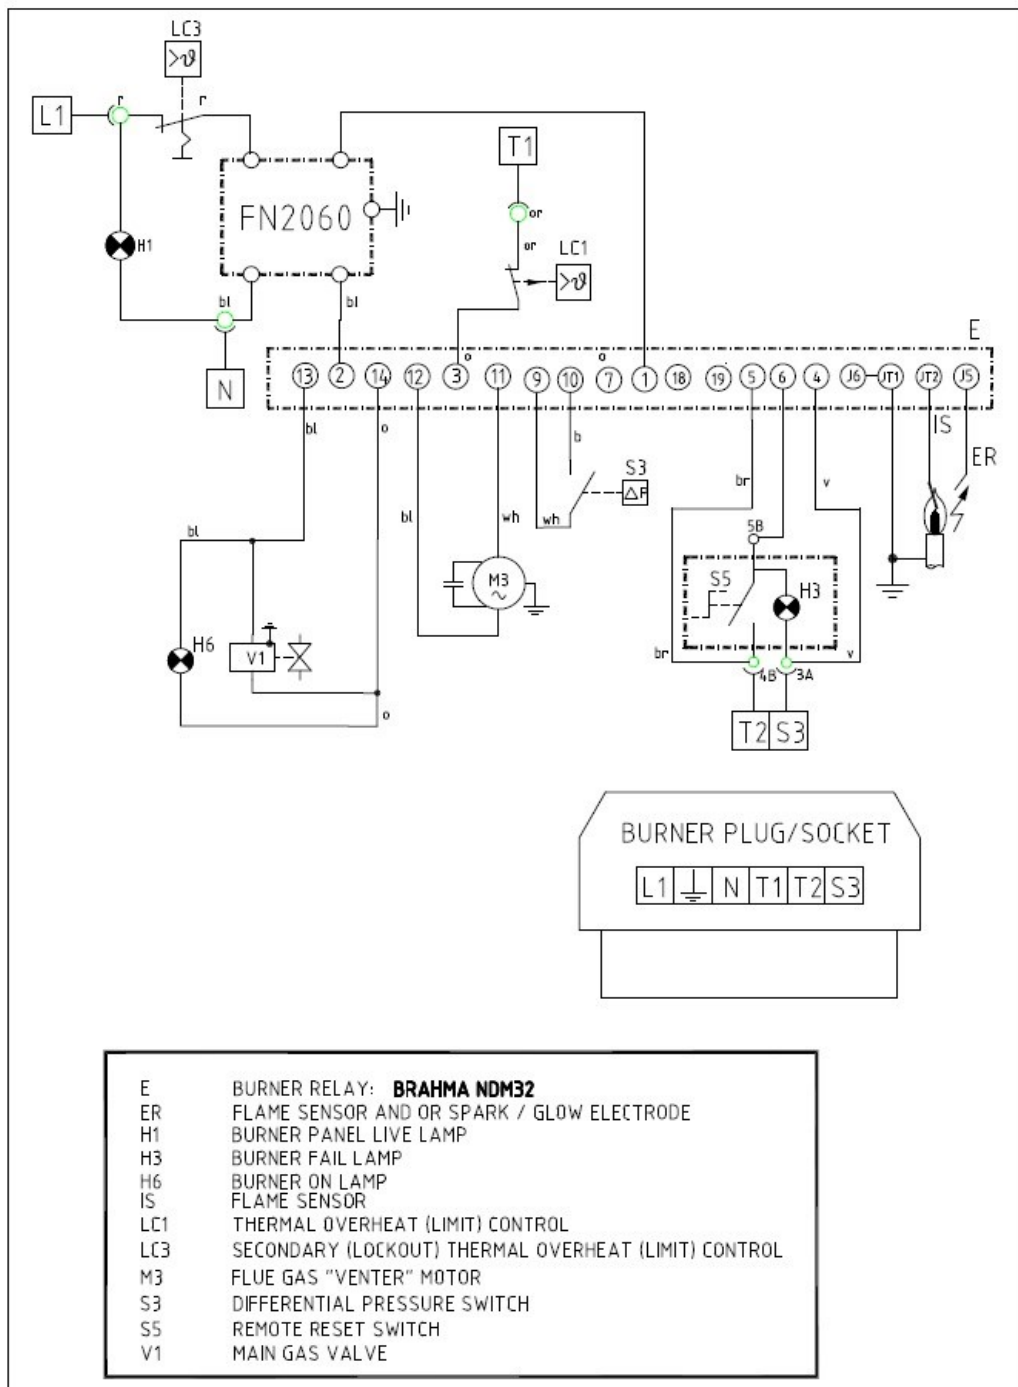 LC3
>ϑ
L1
r
r
T1
FN2060
or
H1
or
LC1
>ϑ
bl
bl
N
E
o
o
13
2
14
12
3
11
9
10
7
1
18
19
5
6
4
J6
JT1
JT2
J5
IS
bl
o
b
ER
S3
ΔP
br
v
bl
bl
wh
wh
5B
M3
~
S5
H3
H6
V1
br
v
4B
3A
o
T2 S3
BURNER PLUG/SOCKET
L1 N T1 T2 S3
E BURNER RELAY: BRAHMA NDM32
ER FLAME SENSOR AND OR SPARK / GLOW ELECTRODE
H1 BURNER PANEL LIVE LAMP
H3 BURNER FAIL LAMP
H6 BURNER ON LAMP
IS FLAME SENSOR
LC1 THERMAL OVERHEAT (LIMIT) CONTROL
LC3 SECONDARY (LOCKOUT) THERMAL OVERHEAT (LIMIT) CONTROL
M3 FLUE GAS "VENTER" MOTOR
S3 DIFFERENTIAL PRESSURE SWITCH
S5 REMOTE RESET SWITCH
V1 MAIN GAS VALVE